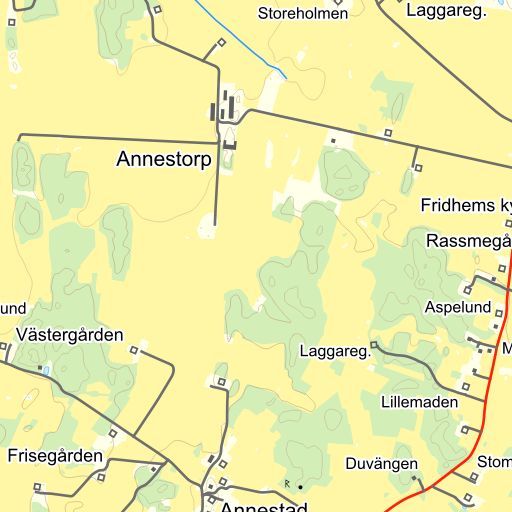 Storeholmen
Laggareg.
Annestorp
Fridhems ky
Rassmegå
Aspelund
und
Västergården
M
Laggareg.
Lillemaden
Frisegården
Duvängen
Stom
Annestad
R